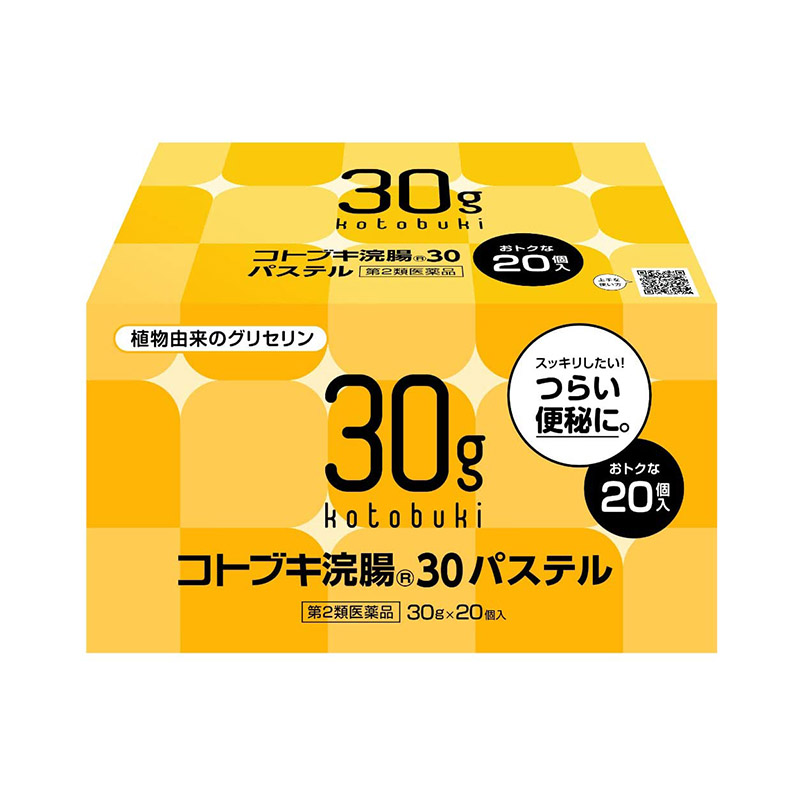 30g
kotobuki
コトブキ浣腸®30
パステル 第2類医薬品
おトクな
20個入
上手な
使い方
植物由来のグリセリン
スッキリしたい!
つらい
便秘に。
30g
kotobuki
おトクな
20個入
コトブキ浣腸®30パステル
第2類医薬品 30g×20個入